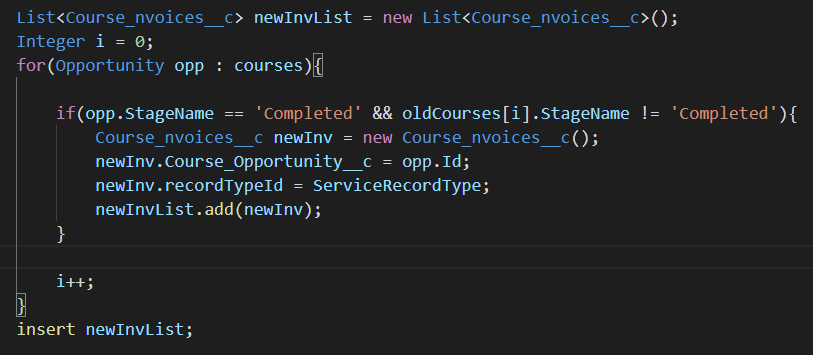 List<Course_nvoices__c> newInvList = new List<Course_nvoices__c>();
Integer i = 0;
for(Opportunity opp : courses){
if(opp.StageName == 'Completed' && oldCourses[i].StageName != 'Completed'){
Course_nvoices__c newInv = new Course_nvoices__c();
newInv.Course_Opportunity__c = opp.Id;
newInv.recordTypeId = ServiceRecordType;
newInvList.add(newInv);
}
i++;
}
insert newInvList;